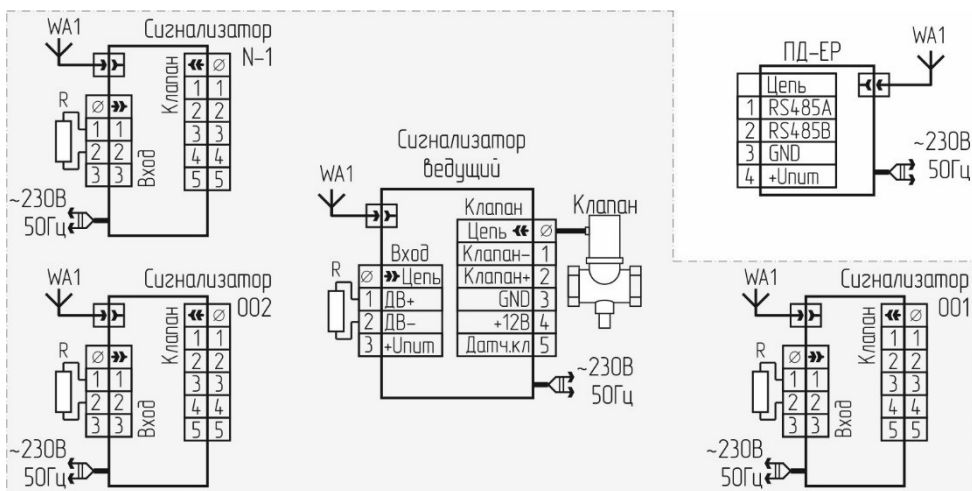 WA1
Сигнализатор
N-1
Клапан
∅
1 1
2 2
3 3
4 4
5 5
R
∅
1 1
2 2
3 3
Вход
~230В
50Гц
WA1
Сигнализатор
002
Клапан
∅
1 1
2 2
3 3
4 4
5 5
R
∅
1 1
2 2
3 3
Вход
~230В
50Гц
Сигнализатор
ведущий
WA1
Клапан
Цепь ∅
Клапан- 1
Клапан+ 2
GND 3
+12В 4
Датч.кл 5
Клапан
Вход
R
∅ Цепь
1 ДВ+
2 ДВ-
3 +Uпит
~230В
50Гц
ПД-ЕР
WA1
Цепь
1 RS485A
2 RS485B
3 GND
4 +Uпит
~230В
50Гц
WA1
Сигнализатор
001
Клапан
∅
1 1
2 2
3 3
4 4
5 5
R
∅
1 1
2 2
3 3
Вход
~230В
50Гц